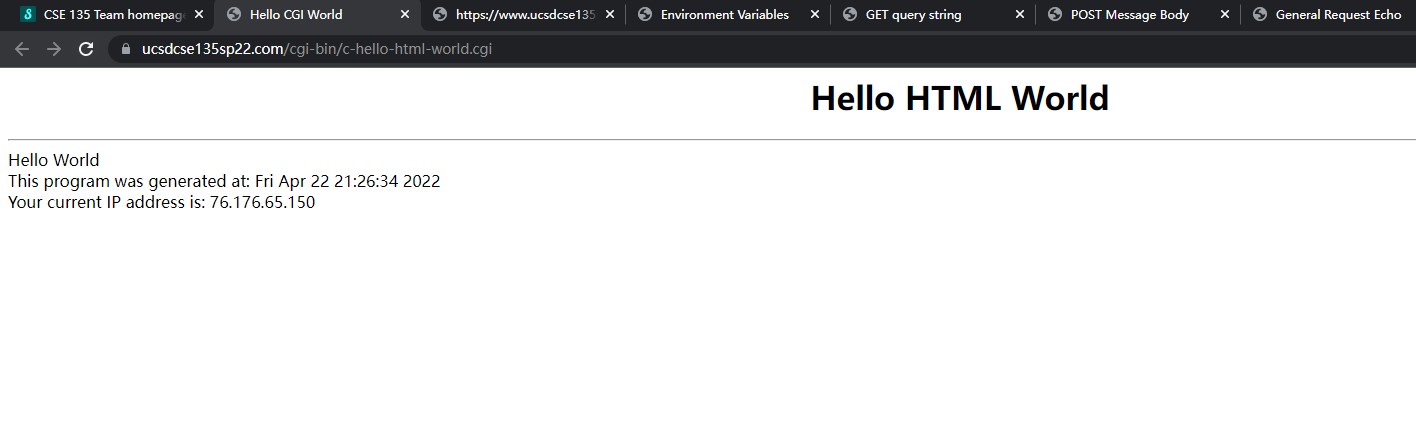 CSE 135 Team homepage
Hello CGI World
https://www.ucsdcse135
Environment Variables
GET query string
POST Message Body
General Request Echo
ucsdcse135sp22.com/cgi-bin/c-hello-html-world.cgi
Hello HTML World
Hello World
This program was generated at: Fri Apr 22 21:26:34 2022
Your current IP address is: 76.176.65.150